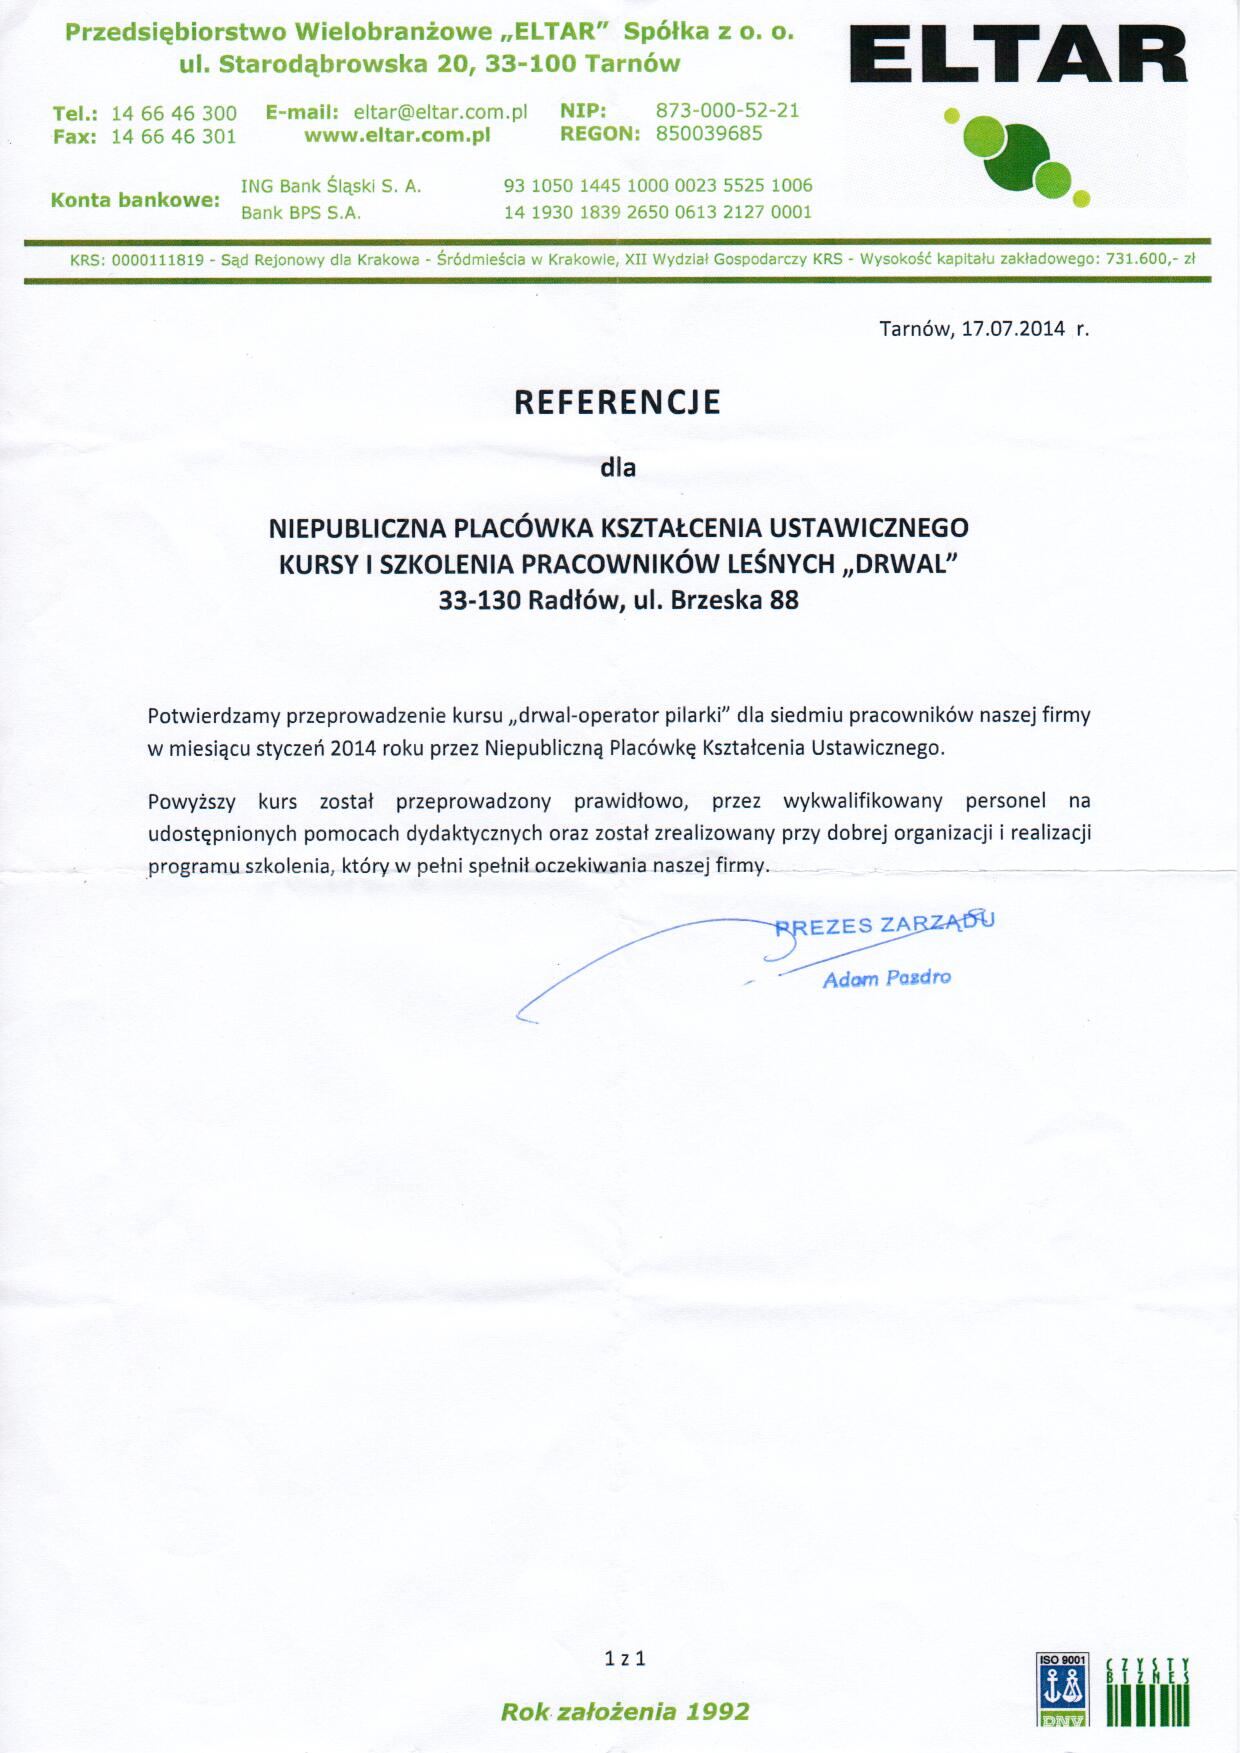 Przedsiębiorstwo Wielobranżowe „ELTAR” Spółka z o. o.
ul. Starodąbrowska 20, 33-100 Tarnów
ELTAR
Tel.: 14 66 46 300 E-mail: eltar@eltar.com.pl NIP: 873-000-52-21
Fax: 14 66 46 301 www.eltar.com.pl REGON: 850039685
Konta bankowe:
ING Bank Śląski S. A. 93 1050 1445 1000 0023 5525 1006
Bank BPS S.A. 14 1930 1839 2650 0613 2127 0001
KRS: 0000111819 - Sąd Rejonowy dla Krakowa - Śródmieścia w Krakowie, XII Wydział Gospodarczy KRS - Wysokość kapitału zakładowego: 731.600,- zł
Tarnów, 17.07.2014 r.
REFERENCJE
dla
NIEPUBLICZNA PLACÓWKA KSZTAŁCENIA USTAWICZNEGO
KURSY I SZKOLENIA PRACOWNIKÓW LEŚNYCH „DRWAL”
33-130 Radłów, ul. Brzeska 88
Potwierdzamy przeprowadzenie kursu „drwal-operator pilarki” dla siedmiu pracowników naszej firmy
w miesiącu styczeń 2014 roku przez Niepubliczną Placówkę Kształcenia Ustawicznego.
Powyższy kurs został przeprowadzony prawidłowo, przez wykwalifikowany personel na
udostępnionych pomocach dydaktycznych oraz został zrealizowany przy dobrej organizacji i realizacji
programu szkolenia, który w pełni spełnił oczekiwania naszej firmy.
PREZES ZARZĄDU
Adam Pazdro
1 z 1
Rok założenia 1992
ISO 9001
DNV
CZYSTY
BIZNES